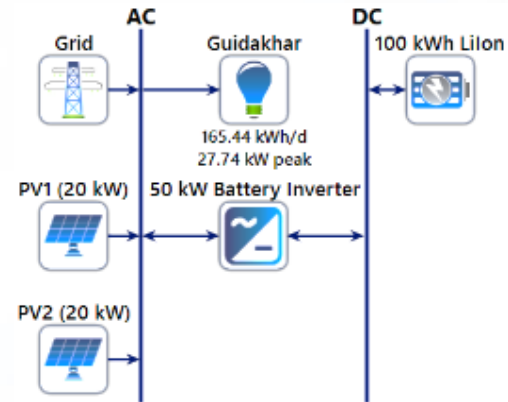 AC
DC
Grid
Guidakhar
100 kWh LiIon
165.44 kWh/d
27.74 kW peak
PV1 (20 kW)
50 kW Battery Inverter
PV2 (20 kW)